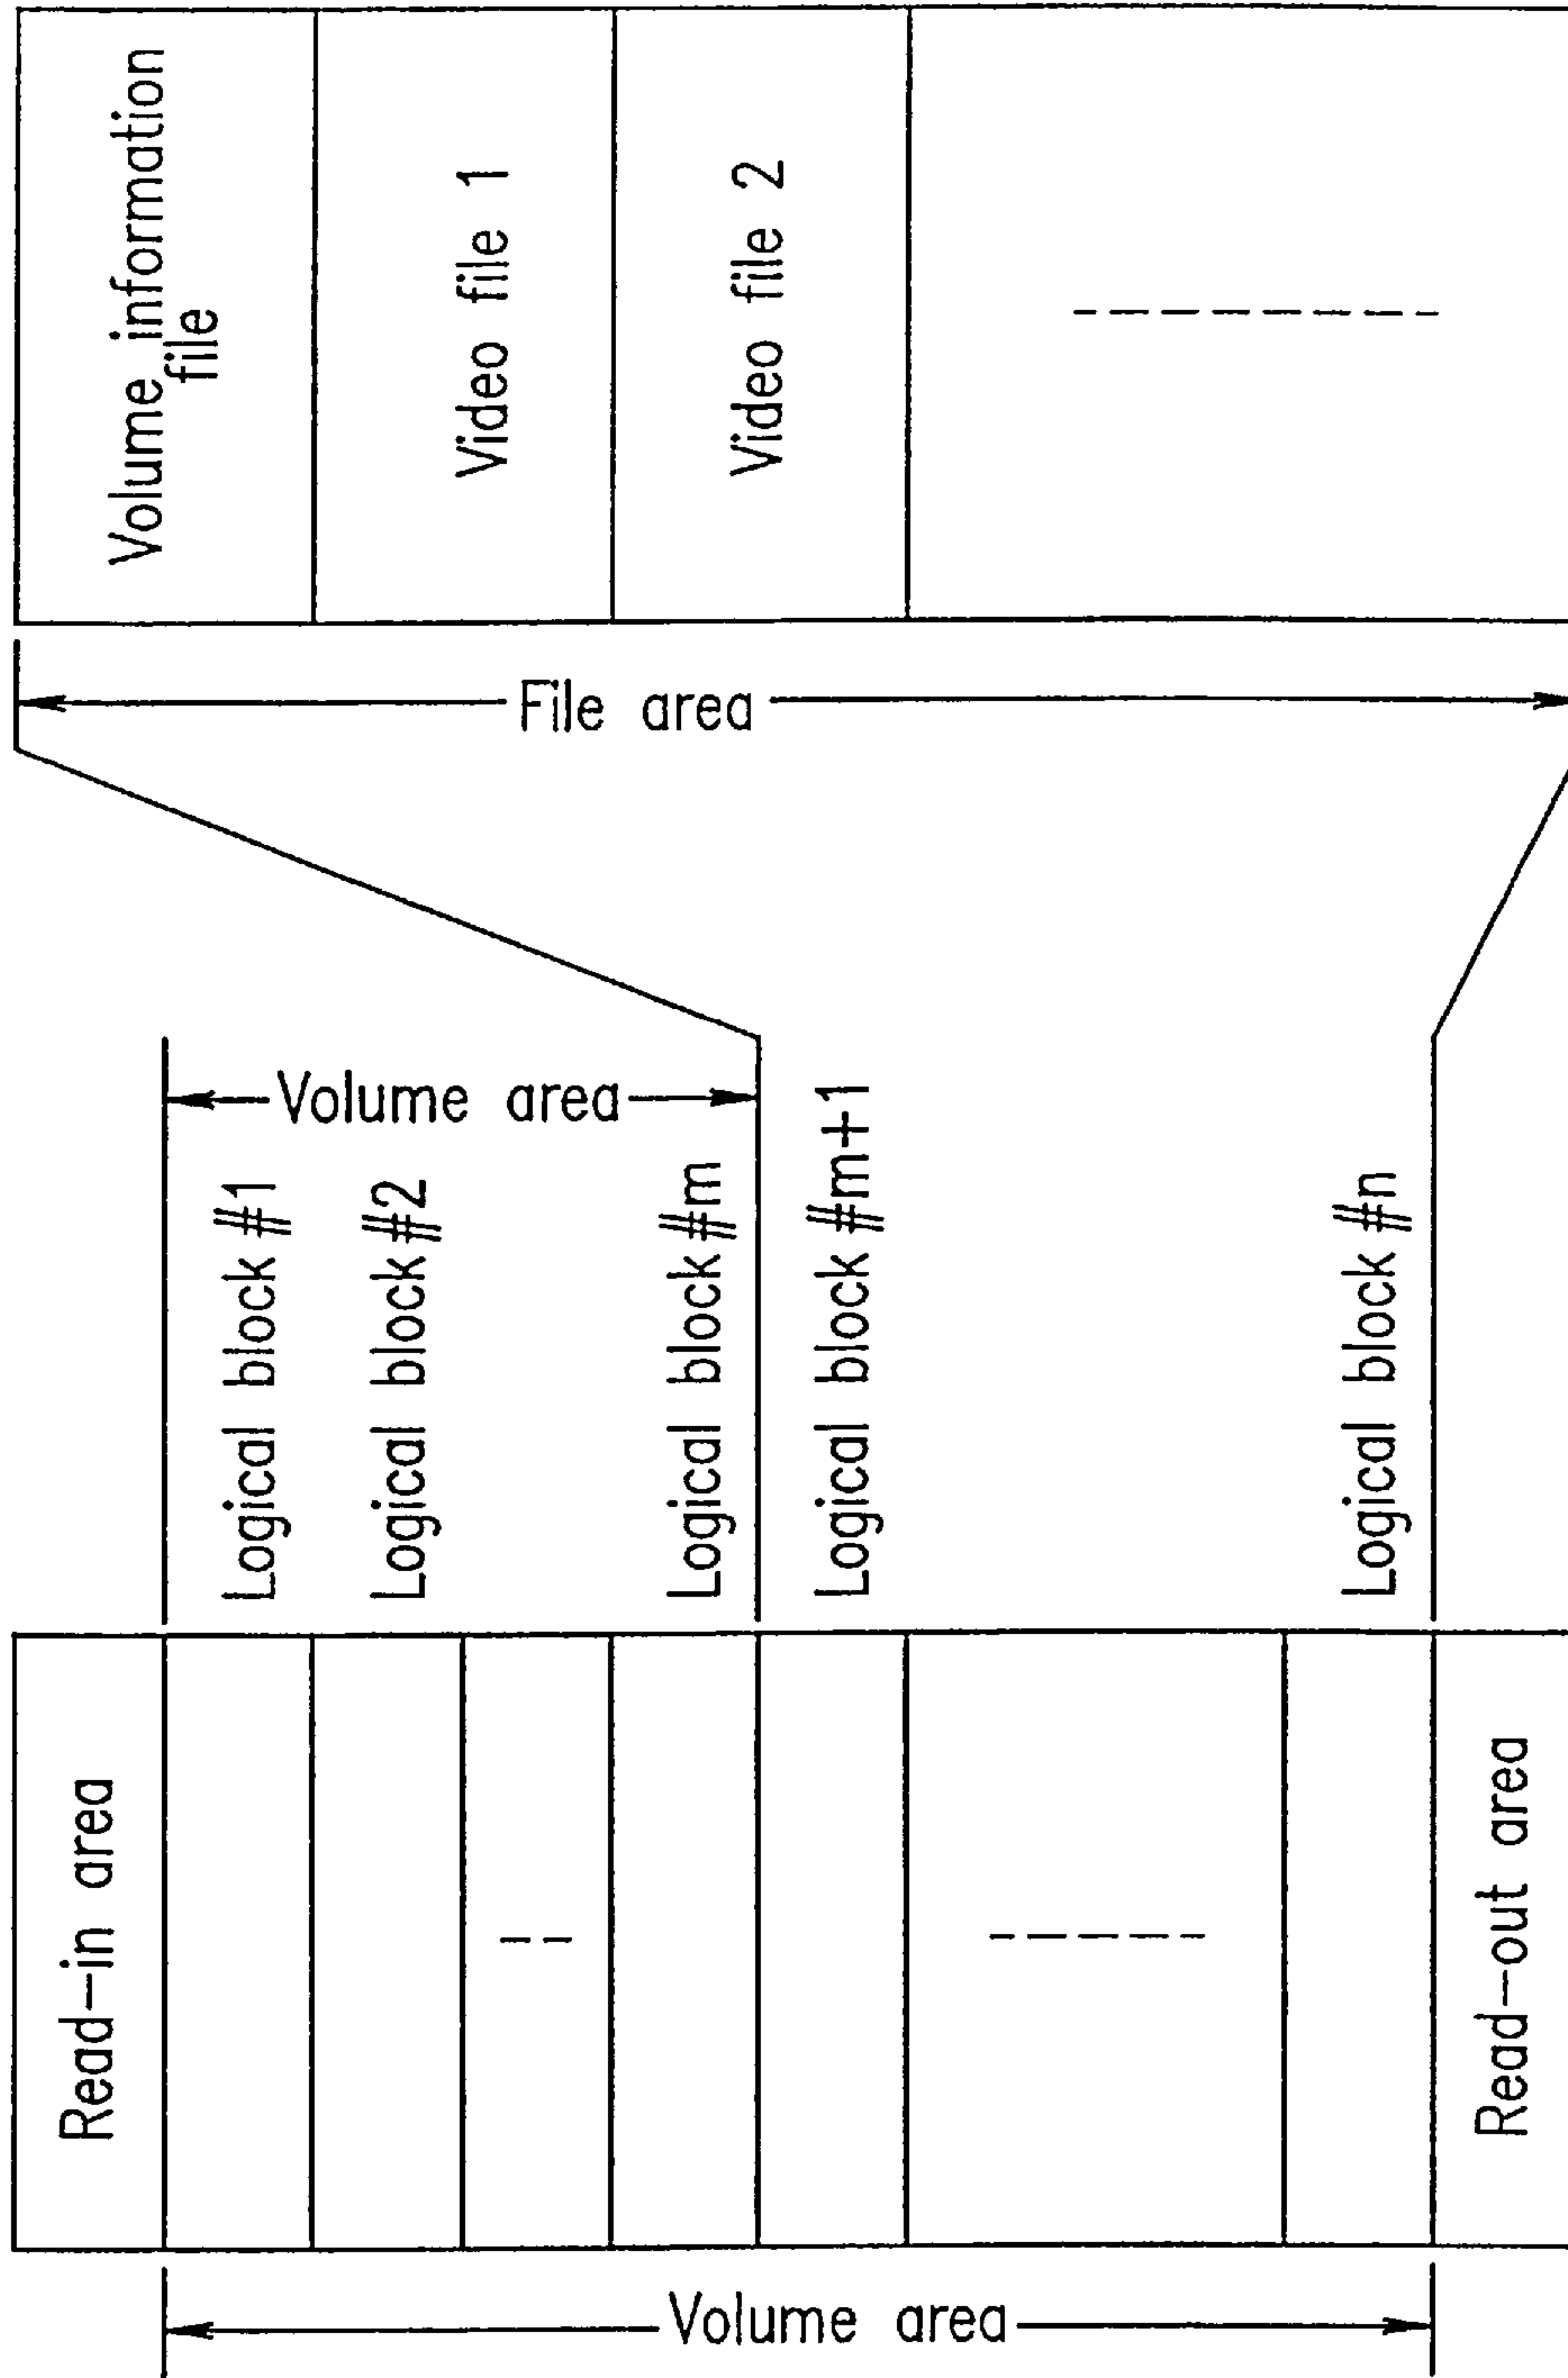 Volume area
Read-in area
Read-out area
Logical block #1
Logical block #2
Logical block #m
Logical block #m+1
Logical block #n
Volume area
File area
Volume information
file
Video file 1
Video file 2